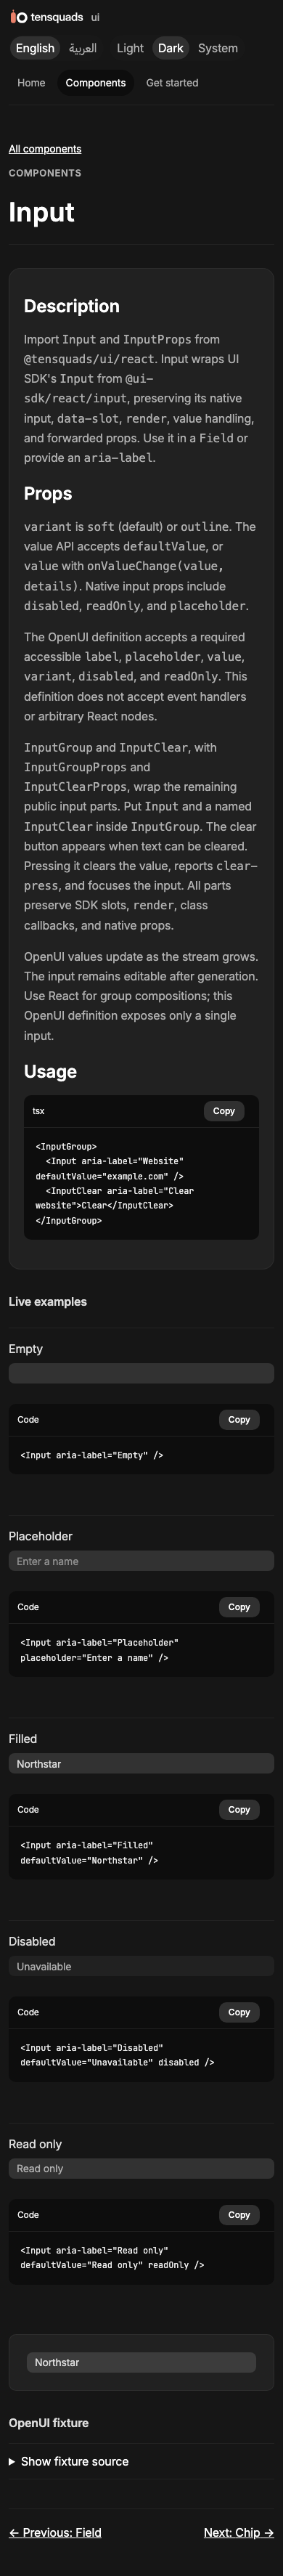 tensquads ui
English العربية Light Dark System
Home Components Get started
All components
COMPONENTS
Input
Description
Import Input and InputProps from
@tensquads/ui/react. Input wraps UI
SDK's Input from @ui-
sdk/react/input, preserving its native
input, data-slot, render, value handling,
and forwarded props. Use it in a Field or
provide an aria-label.
Props
variant is soft (default) or outline. The
value API accepts defaultValue, or
value with onValueChange(value,
details). Native input props include
disabled, readOnly, and placeholder.
The OpenUI definition accepts a required
accessible label, placeholder, value,
variant, disabled, and readOnly. This
definition does not accept event handlers
or arbitrary React nodes.
InputGroup and InputClear, with
InputGroupProps and
InputClearProps, wrap the remaining
public input parts. Put Input and a named
InputClear inside InputGroup. The clear
button appears when text can be cleared.
Pressing it clears the value, reports clear-
press, and focuses the input. All parts
preserve SDK slots, render, class
callbacks, and native props.
OpenUI values update as the stream grows.
The input remains editable after generation.
Use React for group compositions; this
OpenUI definition exposes only a single
input.
Usage
tsx Copy
<InputGroup>
<Input aria-label="Website"
defaultValue="example.com" />
<InputClear aria-label="Clear
website">Clear</InputClear>
</InputGroup>
Live examples
Empty
Code Copy
<Input aria-label="Empty" />
Placeholder
Enter a name
Code Copy
<Input aria-label="Placeholder"
placeholder="Enter a name" />
Filled
Northstar
Code Copy
<Input aria-label="Filled"
defaultValue="Northstar" />
Disabled
Unavailable
Code Copy
<Input aria-label="Disabled"
defaultValue="Unavailable" disabled />
Read only
Read only
Code Copy
<Input aria-label="Read only"
defaultValue="Read only" readOnly />
Northstar
OpenUI fixture
▶ Show fixture source
← Previous: Field Next: Chip →